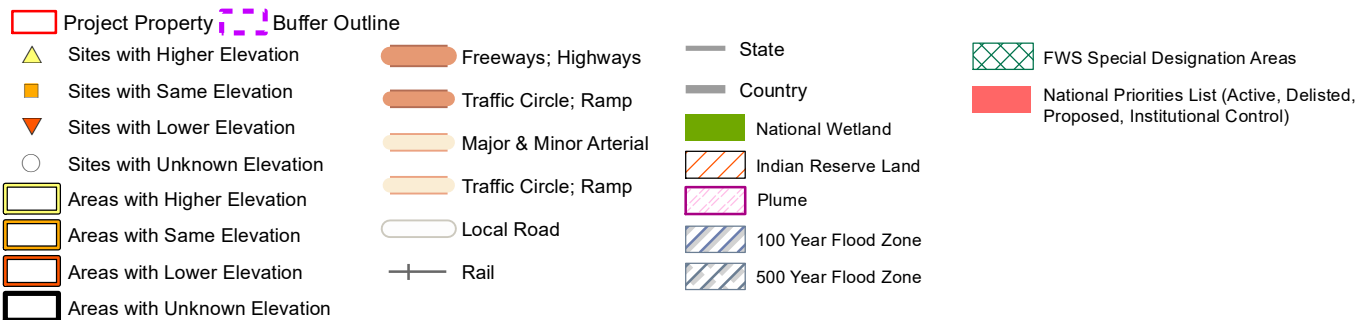 Project Property
Buffer Outline
Sites with Higher Elevation
Sites with Same Elevation
Sites with Lower Elevation
Sites with Unknown Elevation
Areas with Higher Elevation
Areas with Same Elevation
Areas with Lower Elevation
Areas with Unknown Elevation
Freeways; Highways
Traffic Circle; Ramp
Major & Minor Arterial
Traffic Circle; Ramp
Local Road
Rail
State
Country
National Wetland
Indian Reserve Land
Plume
100 Year Flood Zone
500 Year Flood Zone
FWS Special Designation Areas
National Priorities List (Active, Delisted,
Proposed, Institutional Control)